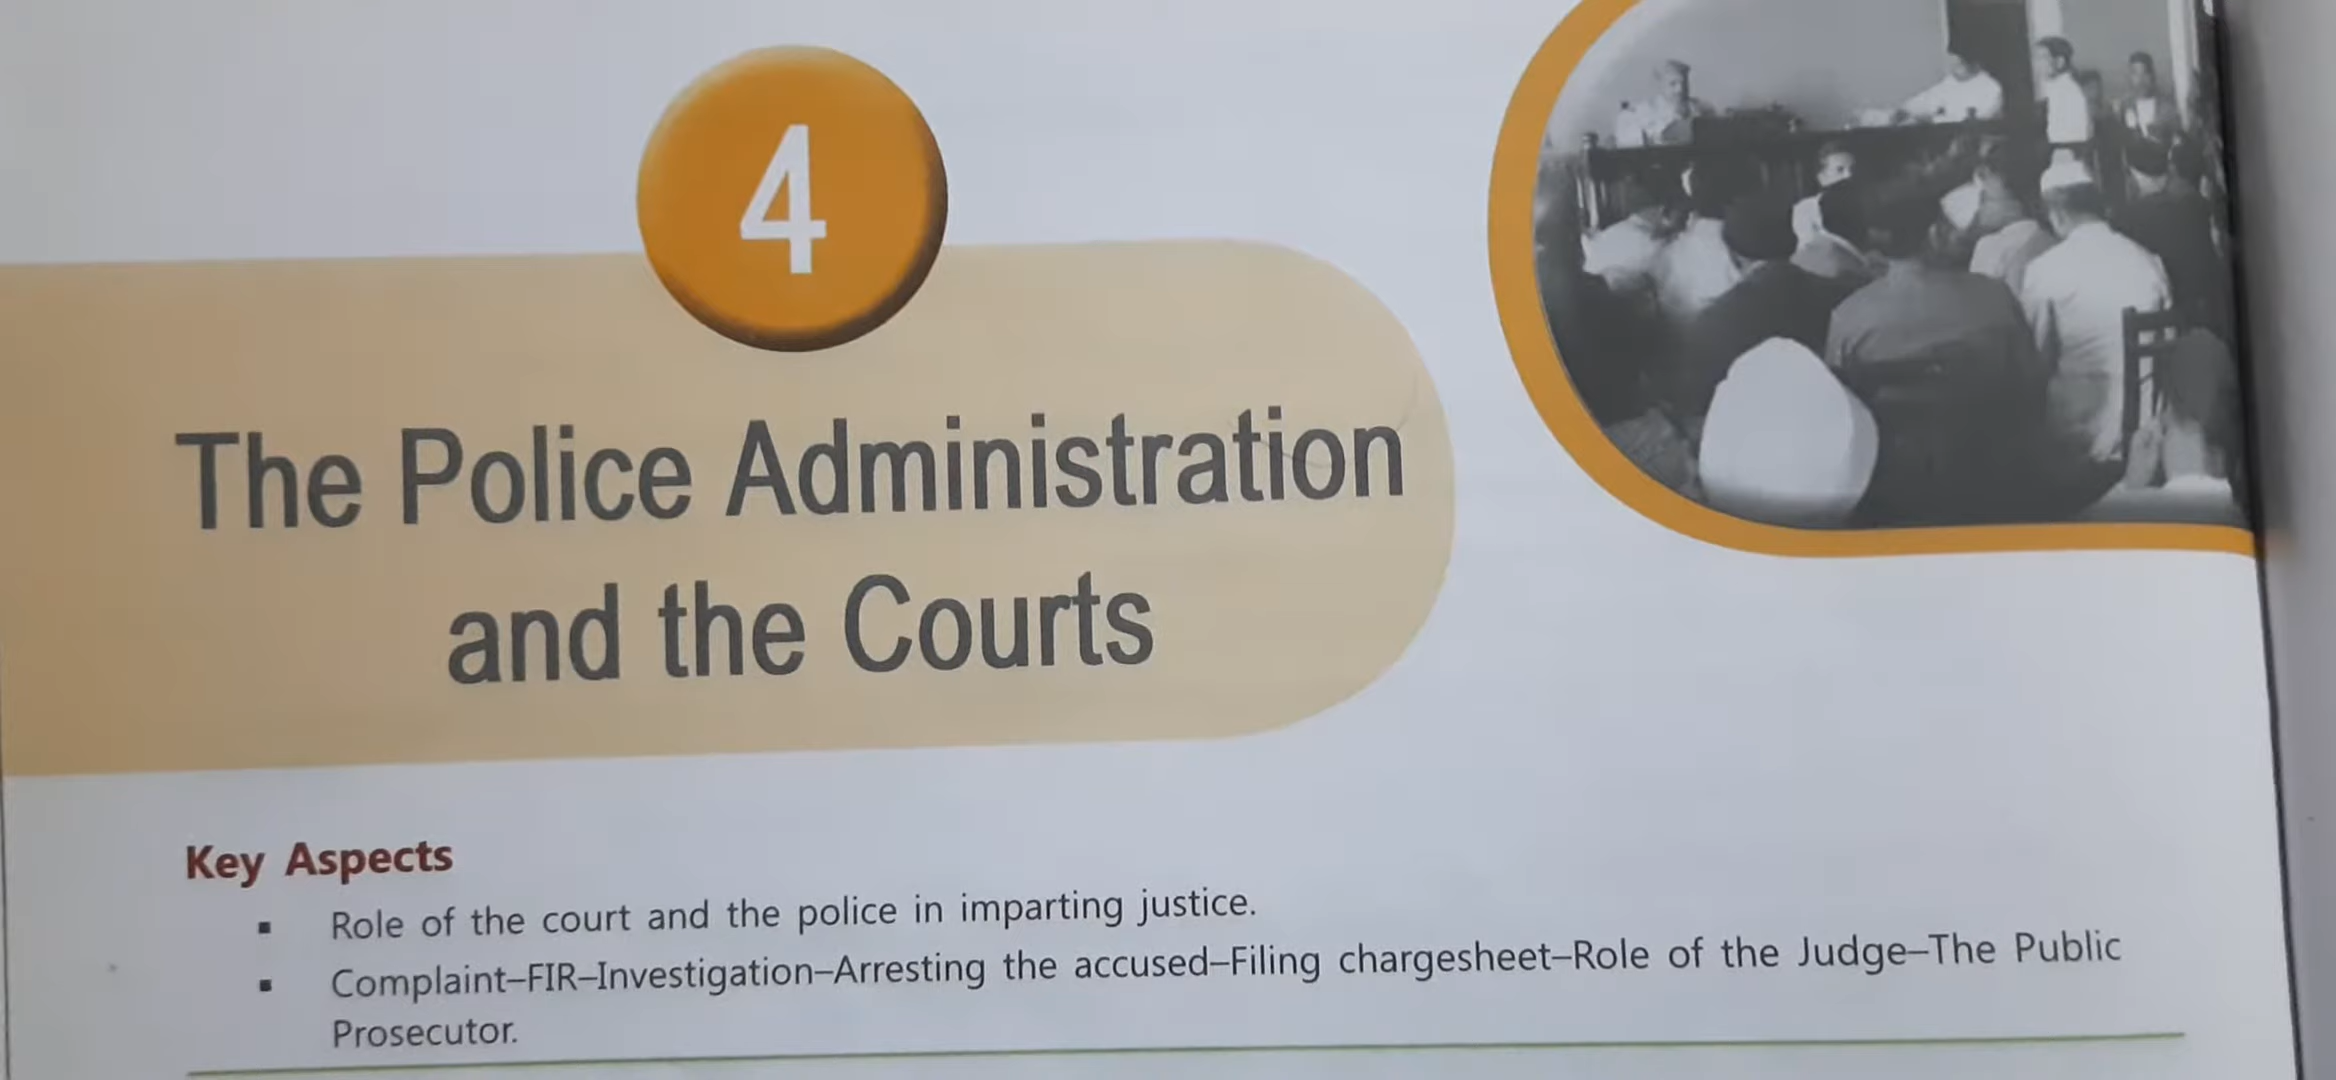 4
The Police Administration
and the Courts
Key Aspects
▪ Role of the court and the police in imparting justice.
▪ Complaint–FIR–Investigation–Arresting the accused–Filing chargesheet–Role of the Judge–The Public
Prosecutor.